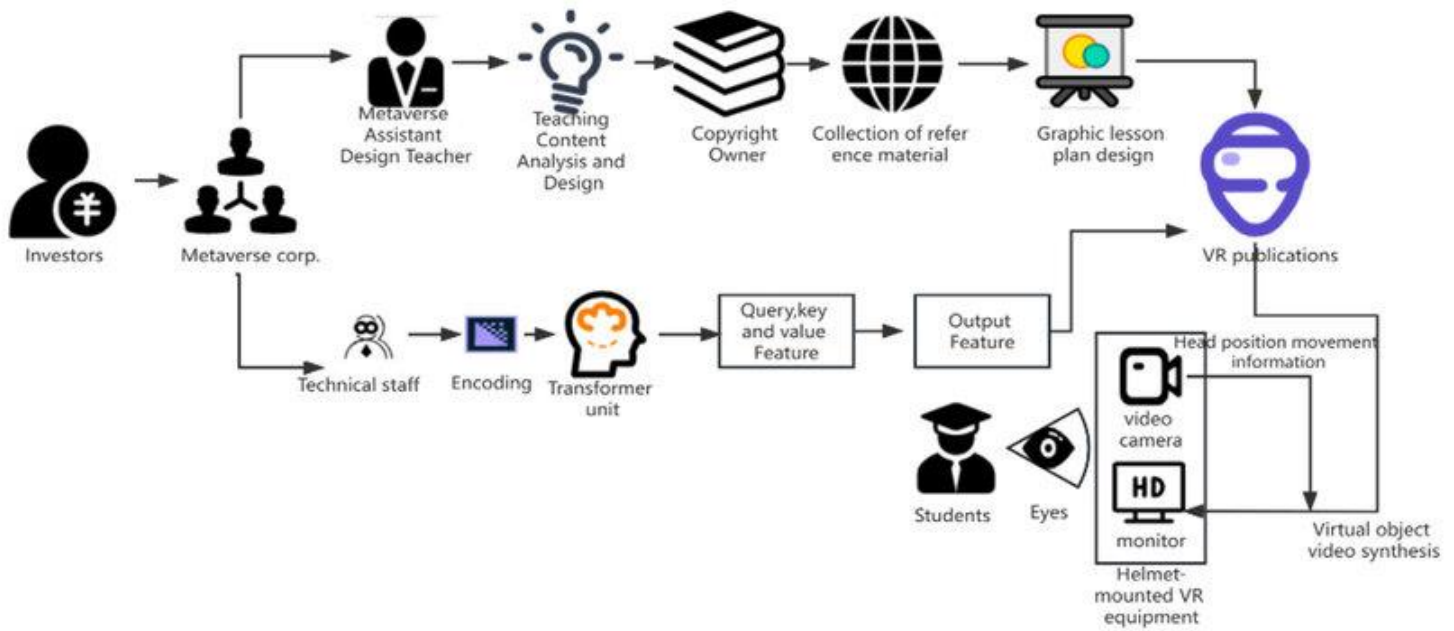 Metaverse
Assistant
Design Teacher
Teaching
Content
Analysis and
Design
Copyright
Owner
Collection of refer
ence material
Graphic lesson
plan design
¥
Investors
Metaverse corp.
VR publications
Technical staff
Encoding
Transformer
unit
Query,key
and value
Feature
Output
Feature
Head position movement
information
video
camera
Students
Eyes
HD
monitor
Virtual object
video synthesis
Helmet-
mounted VR
equipment